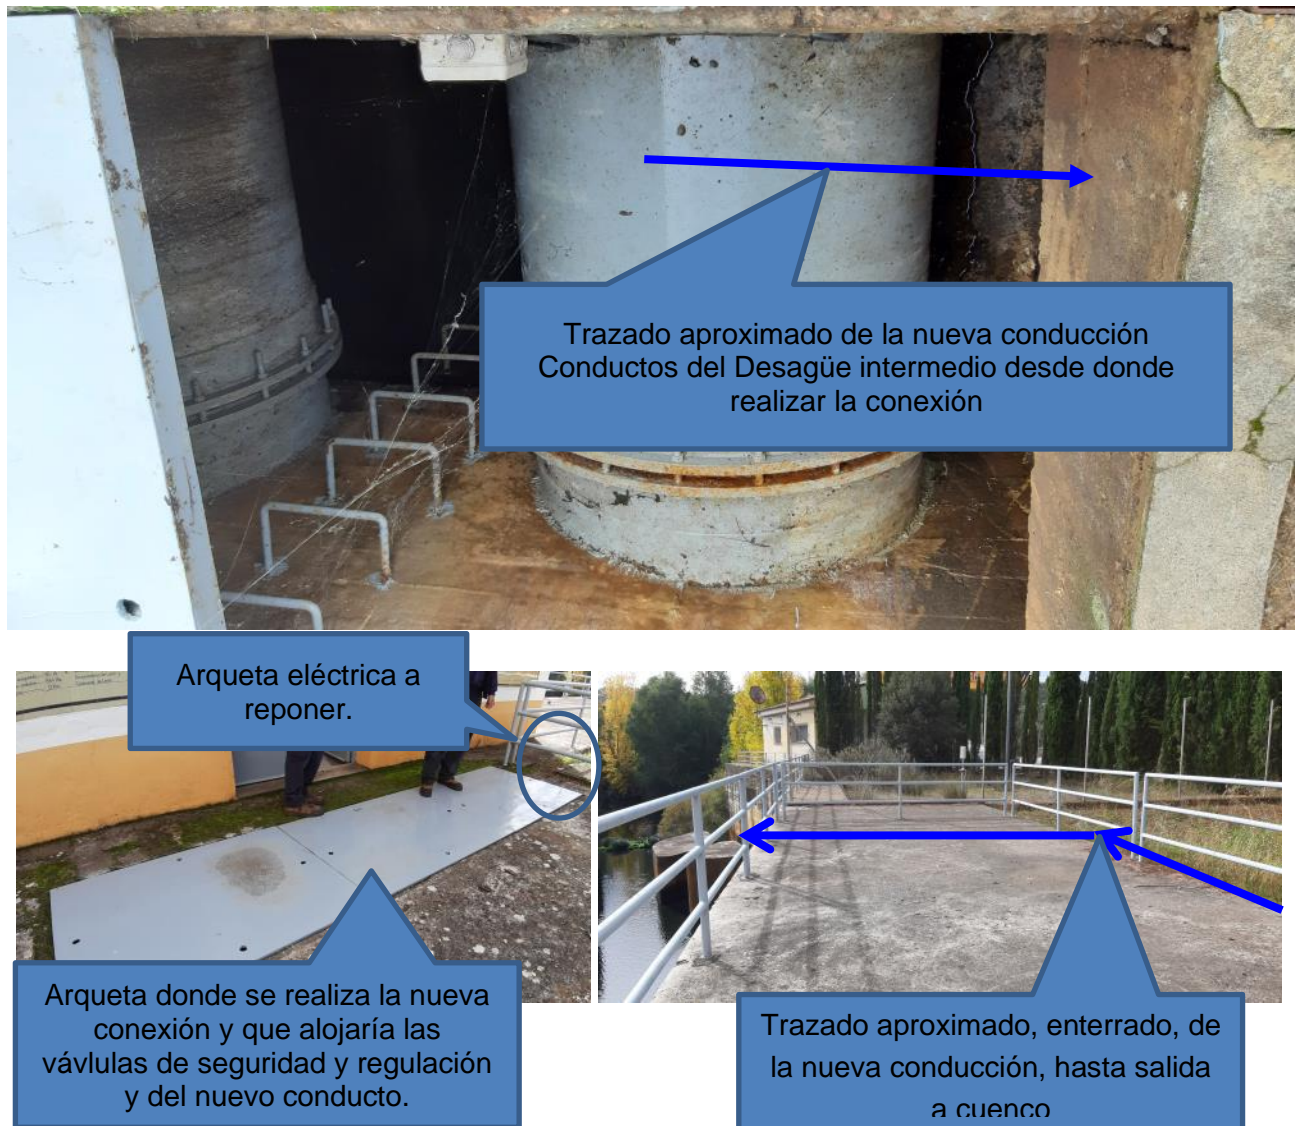 Trazado aproximado de la nueva conducción
Conductos del Desagüe intermedio desde donde
realizar la conexión
Arqueta eléctrica a
reponer.
Arqueta donde se realiza la nueva
conexión y que alojaría las
vávlulas de seguridad y regulación
y del nuevo conducto.
Trazado aproximado, enterrado, de
la nueva conducción, hasta salida
a cuenco